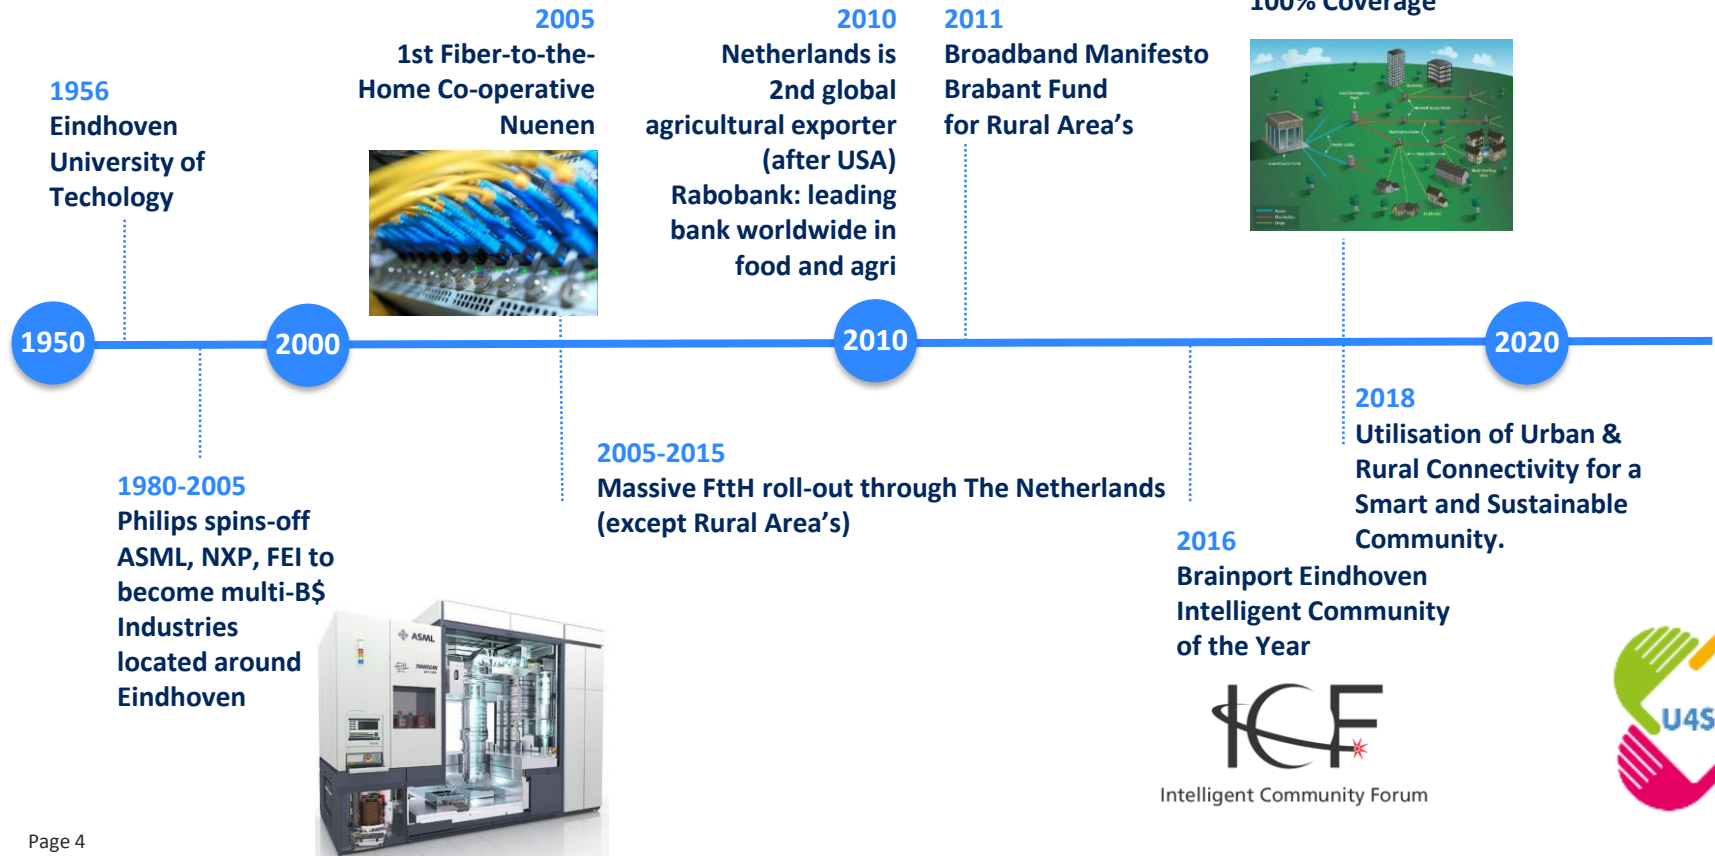 100% Coverage
2005
1st Fiber-to-the-
Home Co-operative
Nuenen
2010
Netherlands is
2nd global
agricultural exporter
(after USA)
Rabobank: leading
bank worldwide in
food and agri
2011
Broadband Manifesto
Brabant Fund
for Rural Area's
1956
Eindhoven
University of
Techology
1950
2000
2010
2020
1980-2005
Philips spins-off
ASML, NXP, FEI to
become multi-B$
Industries
located around
Eindhoven
ASML
2005-2015
Massive FttH roll-out through The Netherlands
(except Rural Area's)
2016
Brainport Eindhoven
Intelligent Community
of the Year
ICF
Intelligent Community Forum
2018
Utilisation of Urban &
Rural Connectivity for a
Smart and Sustainable
Community.
U4S
Page 4